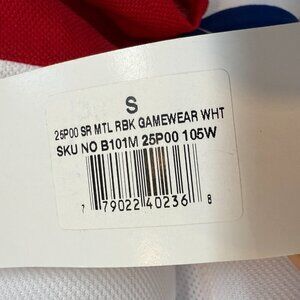 S
25P00 SR MTL RBK GAMEWEAR WHT
SKU NO B101M 25P00 105W
7 79022 40236 8